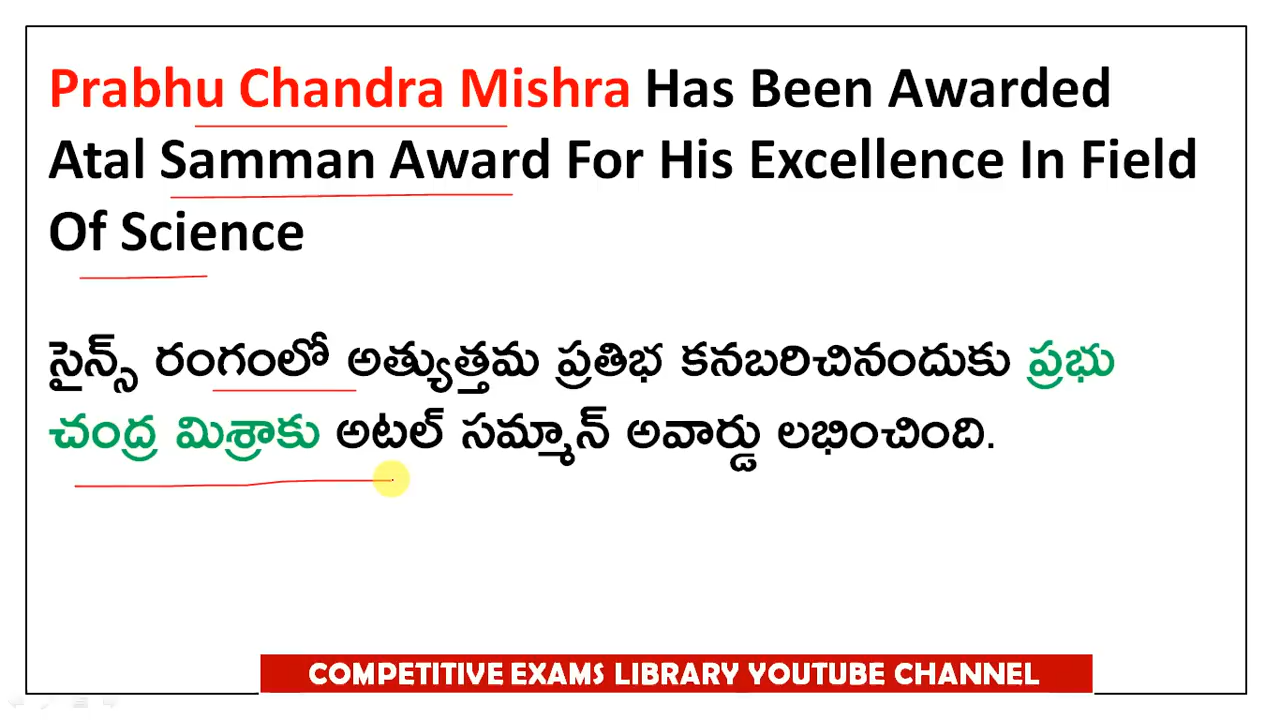 Prabhu Chandra Mishra Has Been Awarded
Atal Samman Award For His Excellence In Field
Of Science
సైన్స్ రంగంలో అత్యుత్తమ ప్రతిభ కనబరిచినందుకు ప్రభు
చంద్ర మిశ్రాకు అటల్ సమ్మాన్ అవార్డు లభించింది.
COMPETITIVE EXAMS LIBRARY YOUTUBE CHANNEL